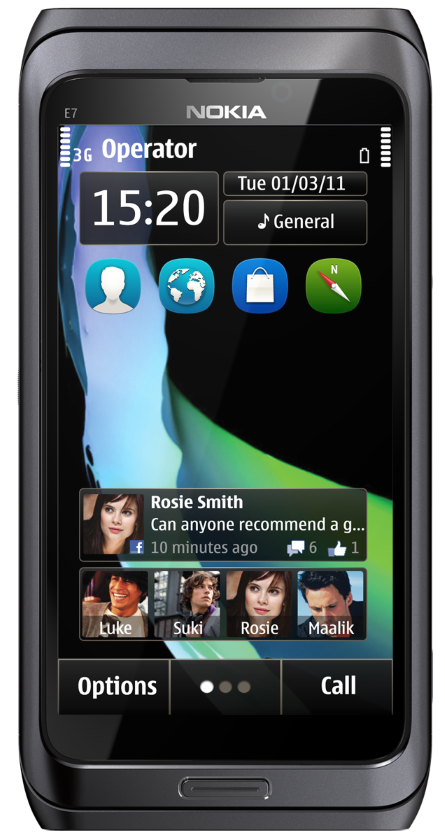 E7
NOKIA
3G Operator
15:20
Tue 01/03/11
General
N
Rosie Smith
Can anyone recommend a g...
10 minutes ago 6 1
Luke Suki Rosie Maalik
Options Call